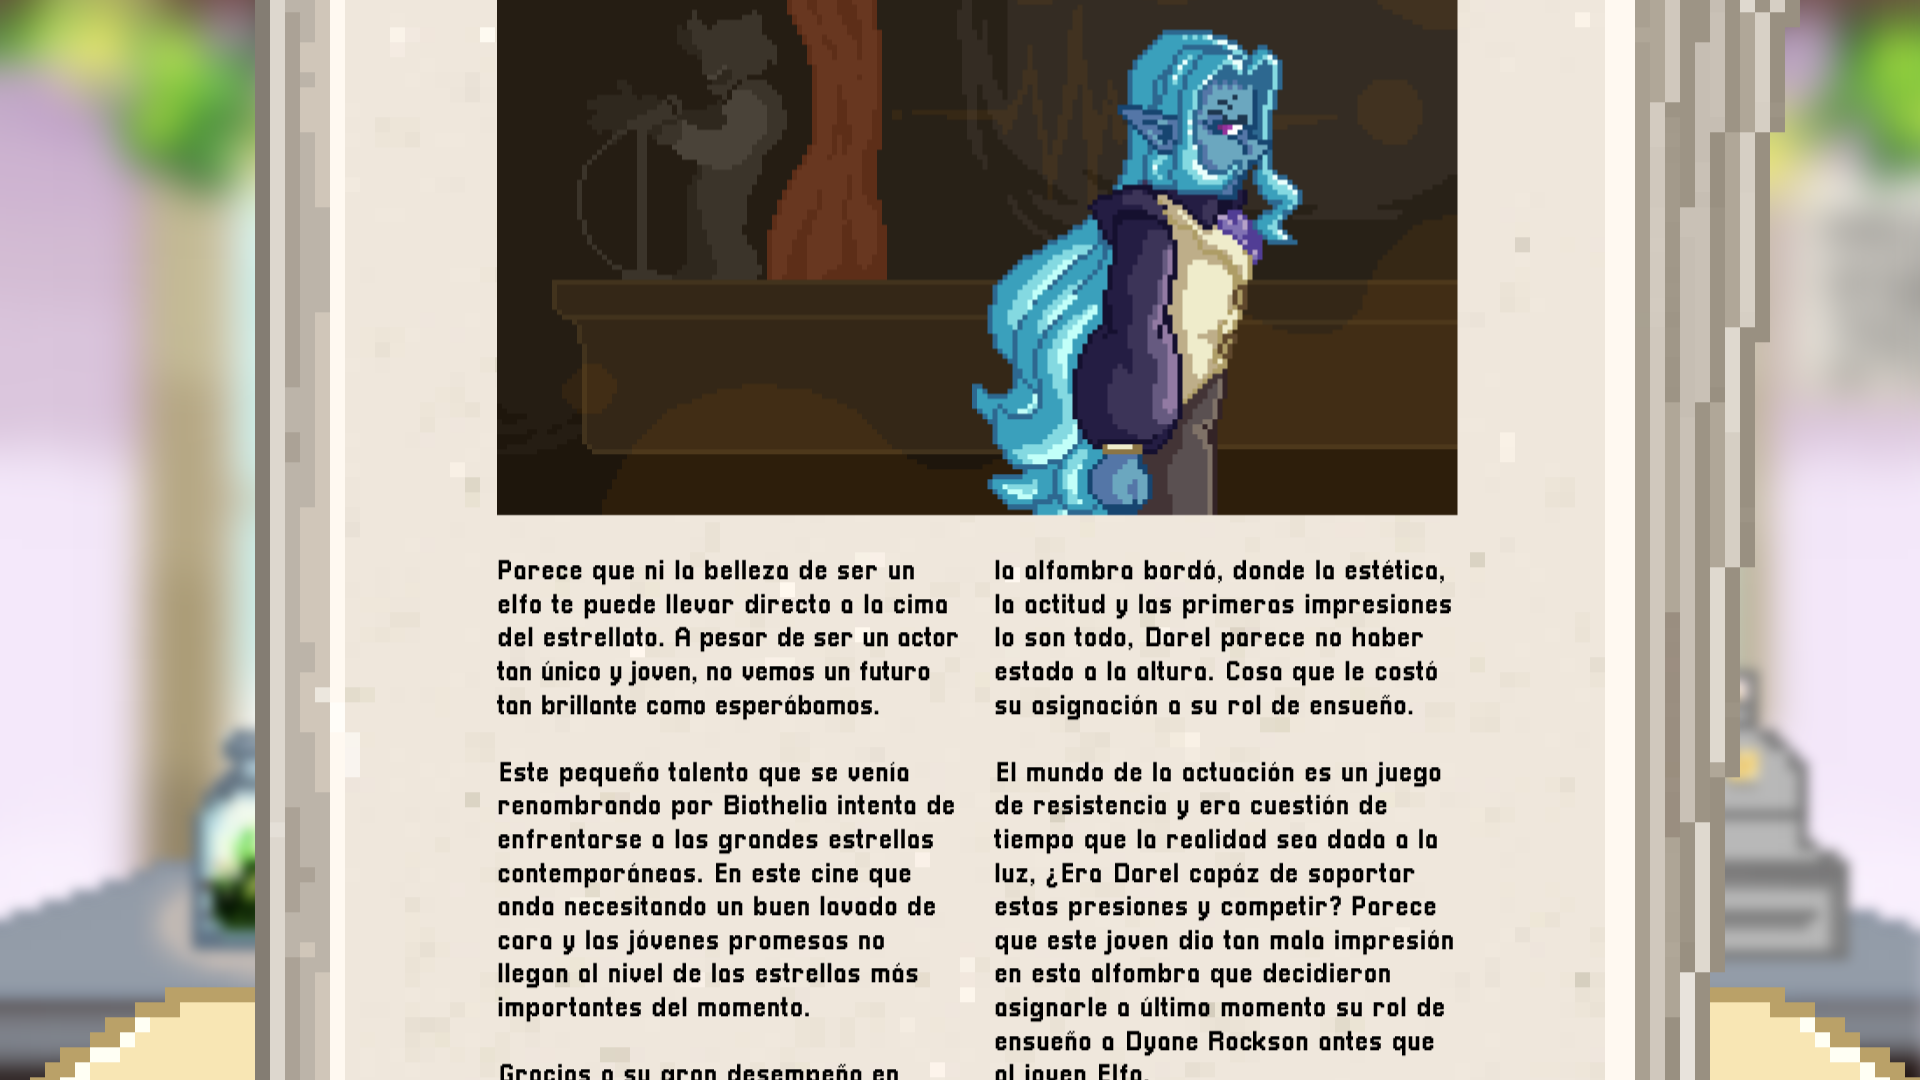 Parece que ni la belleza de ser un
elfo te puede llevar directo a la cima
del estrellato. A pesar de ser un actor
tan único y joven, no vemos un futuro
tan brillante como esperábamos.
Este pequeño talento que se venía
renombrando por Biothelia intenta de
enfrentarse a las grandes estrellas
contemporáneas. En este cine que
anda necesitando un buen lavado de
cara y las jóvenes promesas no
llegan al nivel de las estrellas más
importantes del momento.
Gracias a su gran desempeño en
la alfombra bordó, donde la estética,
la actitud y las primeras impresiones
lo son todo, Darel parece no haber
estado a la altura. Cosa que le costó
su asignación a su rol de ensueño.
El mundo de la actuación es un juego
de resistencia y era cuestión de
tiempo que la realidad sea dada a la
luz, ¿Era Darel capáz de soportar
estas presiones y competir? Parece
que este joven dio tan mala impresión
en esta alfombra que decidieron
asignarle a último momento su rol de
ensueño a Dyane Rockson antes que
al joven Elfo.